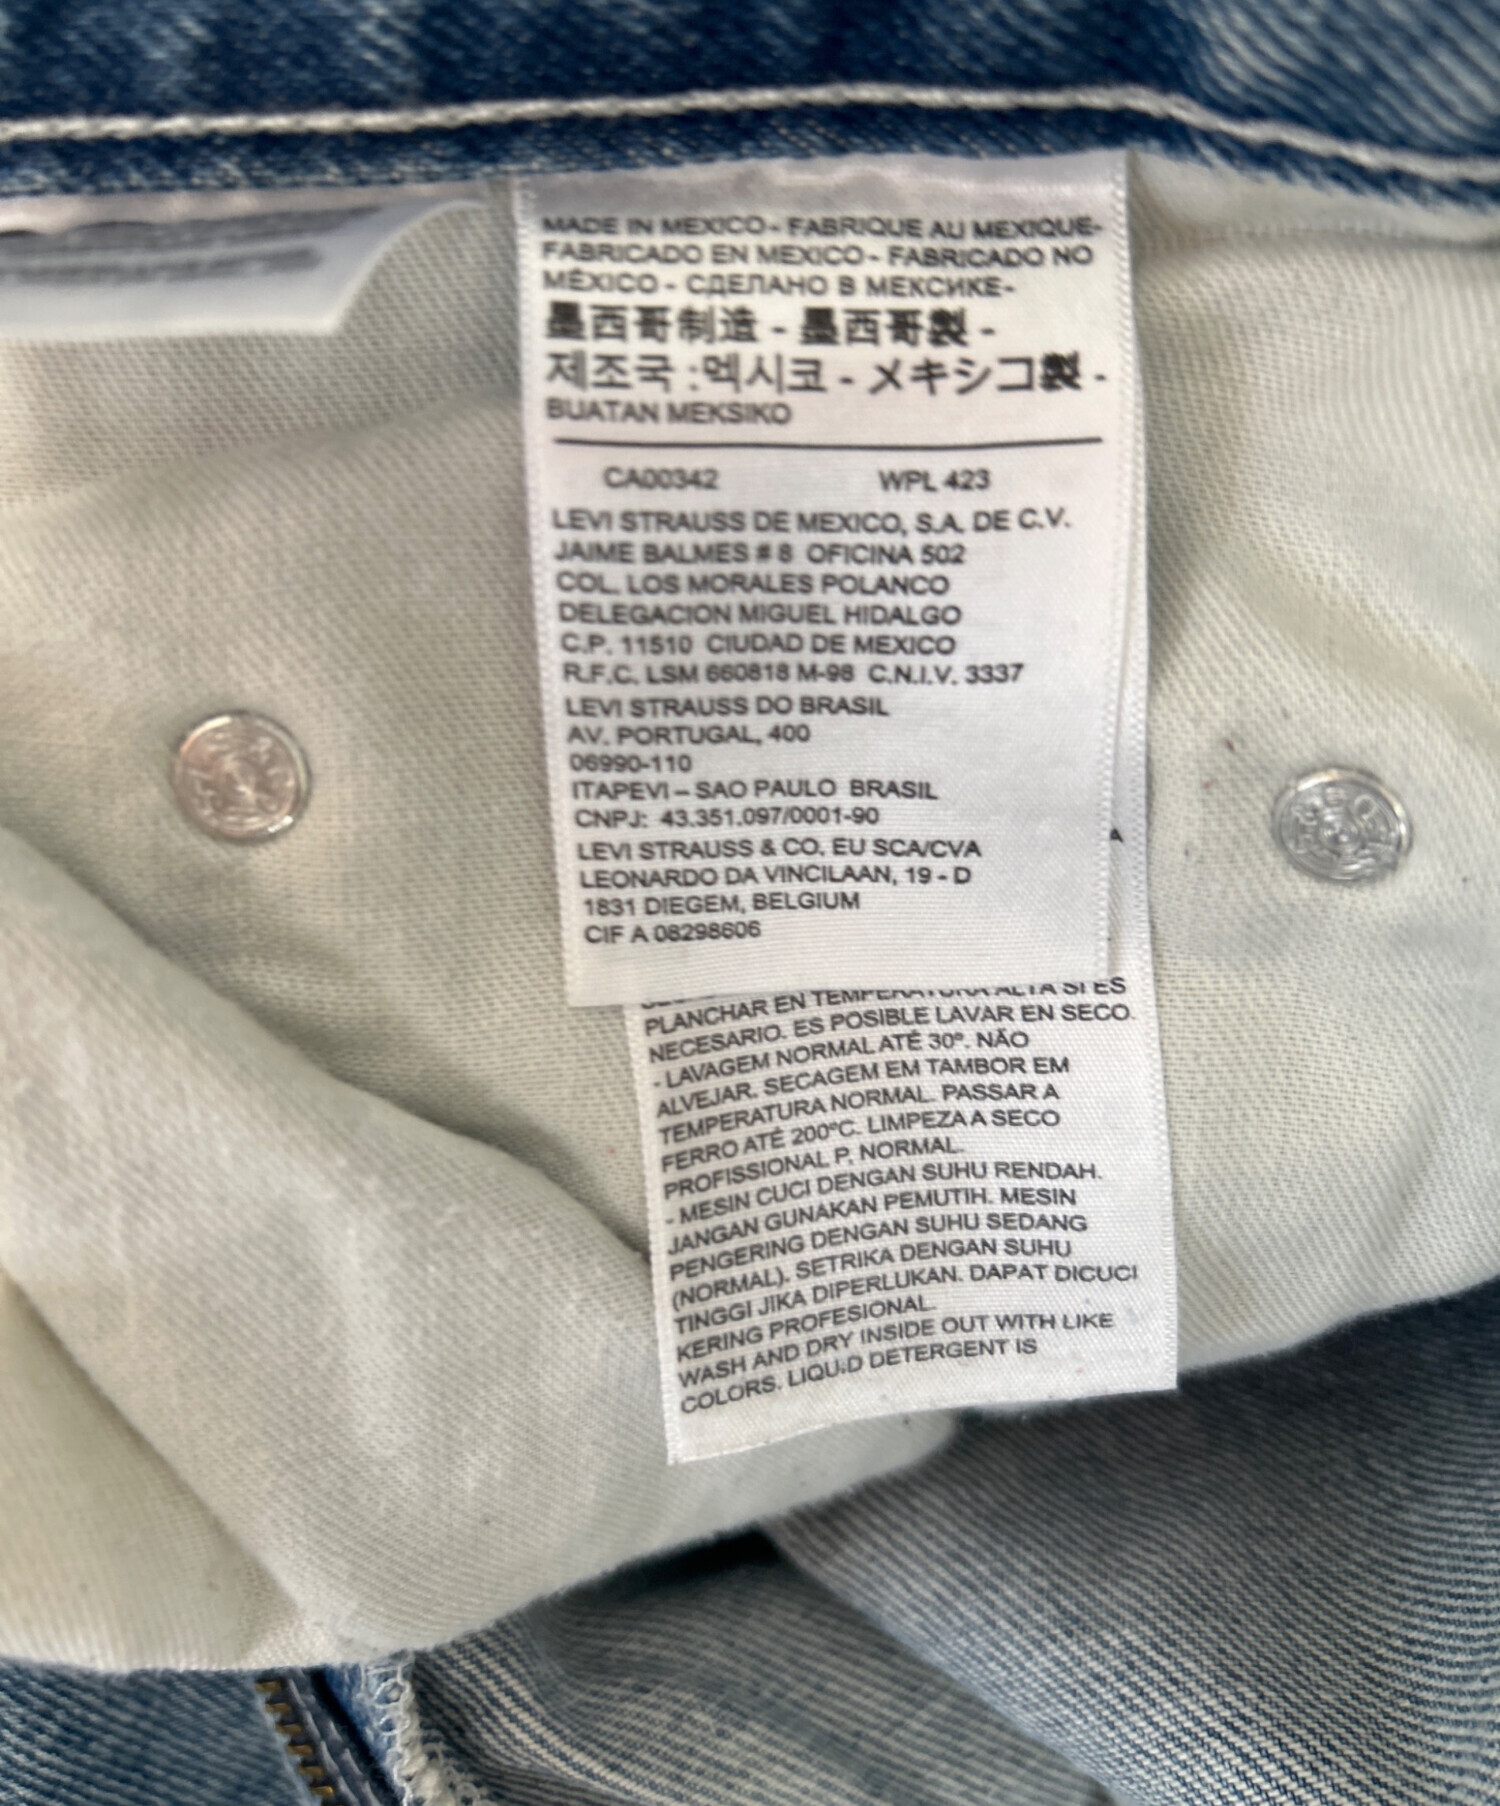 MADE IN MEXICO - FABRIQUE AU MEXIQUE-
FABRICADO EN MEXICO - FABRICADO NO
MÉXICO - СДЕЛАНО В МЕКСИКЕ-
墨西哥制造 - 墨西哥製 -
제조국 :멕시코 - メキシコ製 -
BUATAN MEKSIKO
CA00342 WPL 423
LEVI STRAUSS DE MEXICO, S.A. DE C.V.
JAIME BALMES # 8 OFICINA 502
COL. LOS MORALES POLANCO
DELEGACION MIGUEL HIDALGO
C.P. 11510 CIUDAD DE MEXICO
R.F.C. LSM 660818 M-98 C.N.I.V. 3337
LEVI STRAUSS DO BRASIL
AV. PORTUGAL, 400
06990-110
ITAPEVI – SAO PAULO BRASIL
CNPJ: 43.351.097/0001-90
LEVI STRAUSS & CO. EU SCA/CVA
LEONARDO DA VINCILAAN, 19 - D
1831 DIEGEM, BELGIUM
CIF A 08298606
PLANCHAR EN TEMPERATURA ALTA SI ES
NECESARIO. ES POSIBLE LAVAR EN SECO.
- LAVAGEM NORMAL ATÉ 30º. NÃO
ALVEJAR. SECAGEM EM TAMBOR EM
TEMPERATURA NORMAL. PASSAR A
FERRO ATÉ 200ºC. LIMPEZA A SECO
PROFISSIONAL P, NORMAL.
- MESIN CUCI DENGAN SUHU RENDAH.
JANGAN GUNAKAN PEMUTIH. MESIN
PENGERING DENGAN SUHU SEDANG
(NORMAL). SETRIKA DENGAN SUHU
TINGGI JIKA DIPERLUKAN. DAPAT DICUCI
KERING PROFESIONAL.
WASH AND DRY INSIDE OUT WITH LIKE
COLORS. LIQUID DETERGENT IS